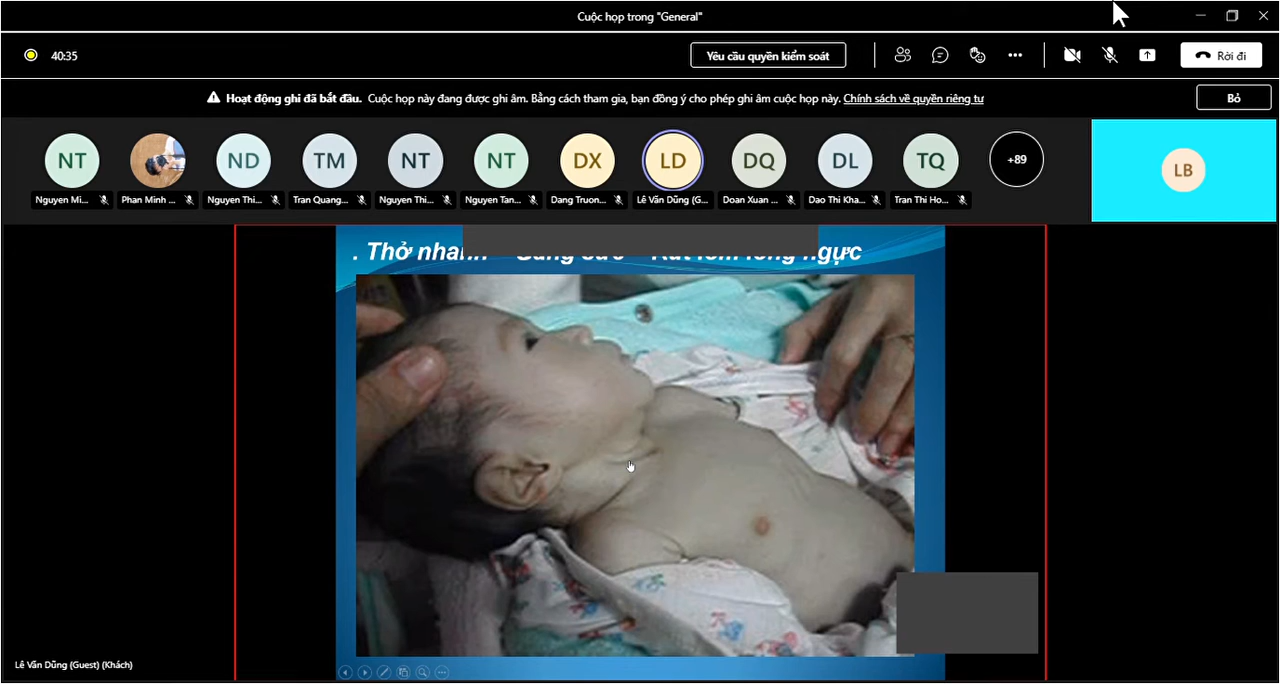 Cuộc họp trong "General"
40:35
Yêu cầu quyền kiểm soát
Rời đi
Hoạt động ghi đã bắt đầu. Cuộc họp này đang được ghi âm. Bằng cách tham gia, bạn đồng ý cho phép ghi âm cuộc họp này. Chính sách về quyền riêng tư
Bỏ
NT ND TM NT NT DX LD DQ DL TQ +89
LB
Nguyen Mi... Phan Minh ... Nguyen Thi... Tran Quang... Nguyen Thi... Nguyen Tan... Dang Truon... Lê Văn Dũng (G... Doan Xuan ... Dao Thi Kha... Tran Thi Ho...
. Thở ngực
Lê Văn Dũng (Guest) (Khách)